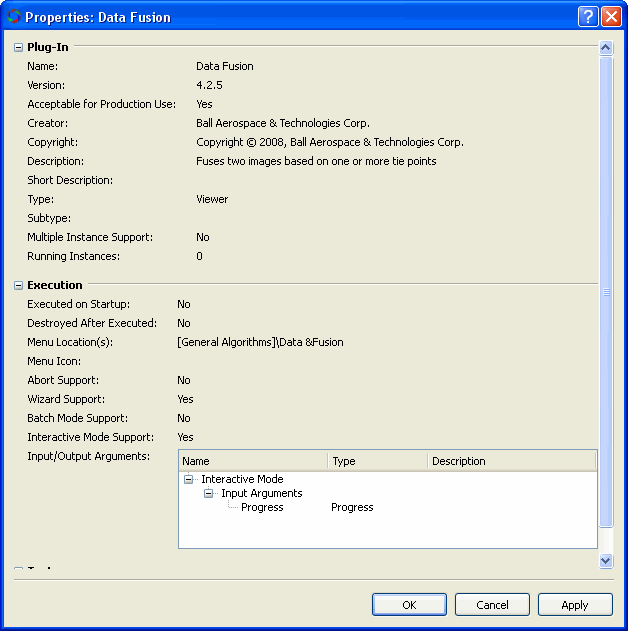 Properties: Data Fusion
Plug-In
Name: Data Fusion
Version: 4.2.5
Acceptable for Production Use: Yes
Creator: Ball Aerospace & Technologies Corp.
Copyright: Copyright © 2008, Ball Aerospace & Technologies Corp.
Description: Fuses two images based on one or more tie points
Short Description:
Type: Viewer
Subtype:
Multiple Instance Support: No
Running Instances: 0
Execution
Executed on Startup: No
Destroyed After Executed: No
Menu Location(s): [General Algorithms]\Data &Fusion
Menu Icon:
Abort Support: No
Wizard Support: Yes
Batch Mode Support: No
Interactive Mode Support: Yes
Input/Output Arguments:
Name Type Description
Interactive Mode
Input Arguments
Progress Progress
OK Cancel Apply